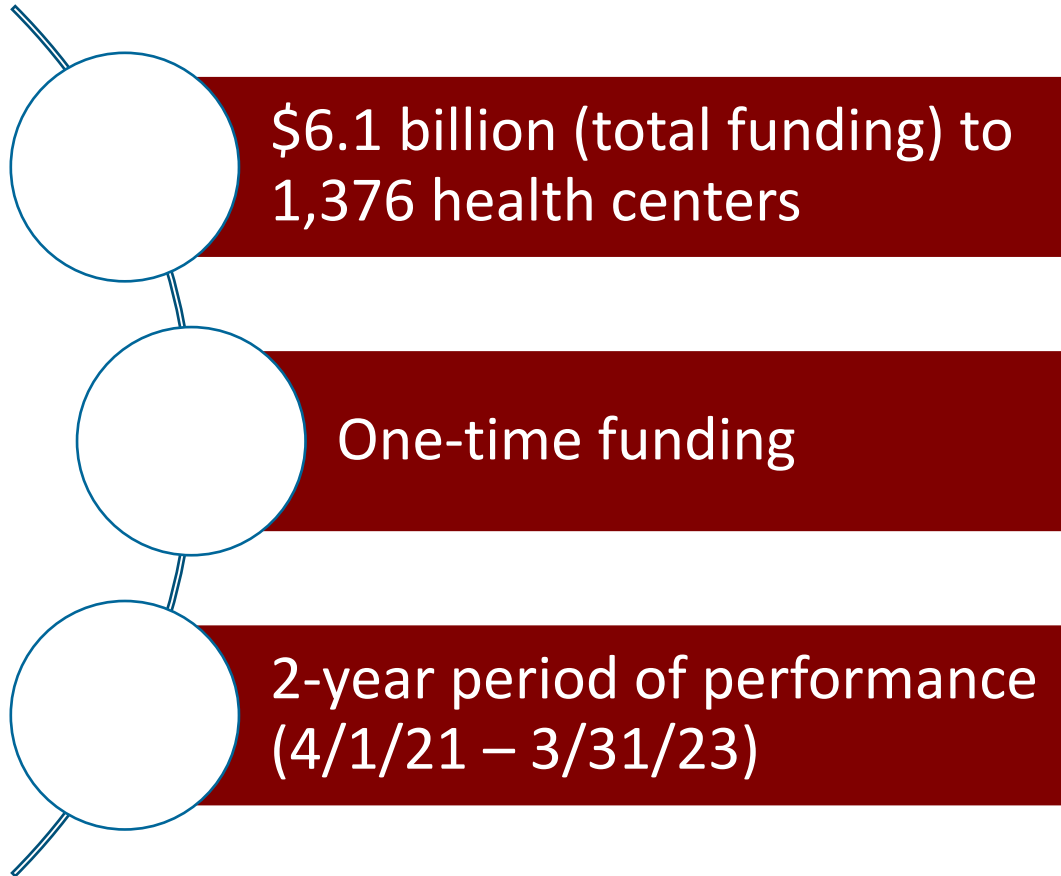 $6.1 billion (total funding) to
1,376 health centers
One-time funding
2-year period of performance
(4/1/21 – 3/31/23)